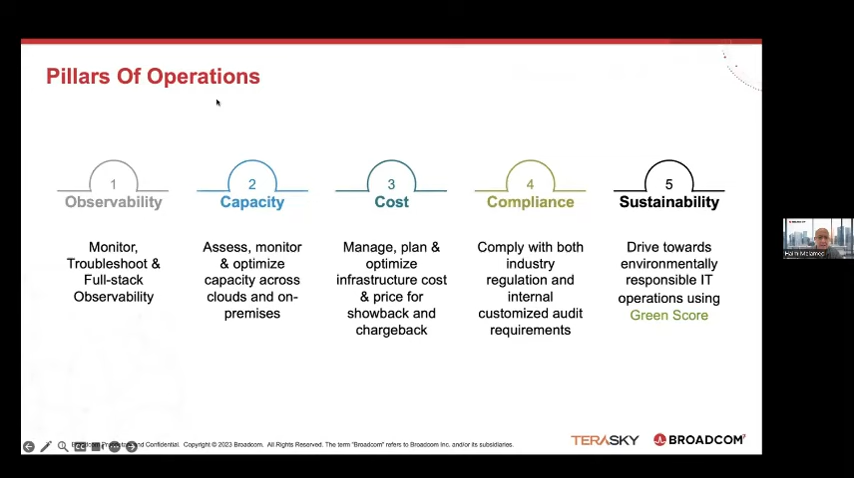 Pillars Of Operations
1
Observability
Monitor,
Troubleshoot &
Full-stack
Observability
2
Capacity
Assess, monitor
& optimize
capacity across
clouds and on-
premises
3
Cost
Manage, plan &
optimize
infrastructure cost
& price for
showback and
chargeback
4
Compliance
Comply with both
industry
regulation and
internal
customized audit
requirements
5
Sustainability
Drive towards
environmentally
responsible IT
operations using
Green Score
and Confidential. Copyright © 2023 Broadcom. All Rights Reserved. The term "Broadcom" refers to Broadcom Inc. and/or its subsidiaries.
TERASKY
BROADCOM
Haim Melamed